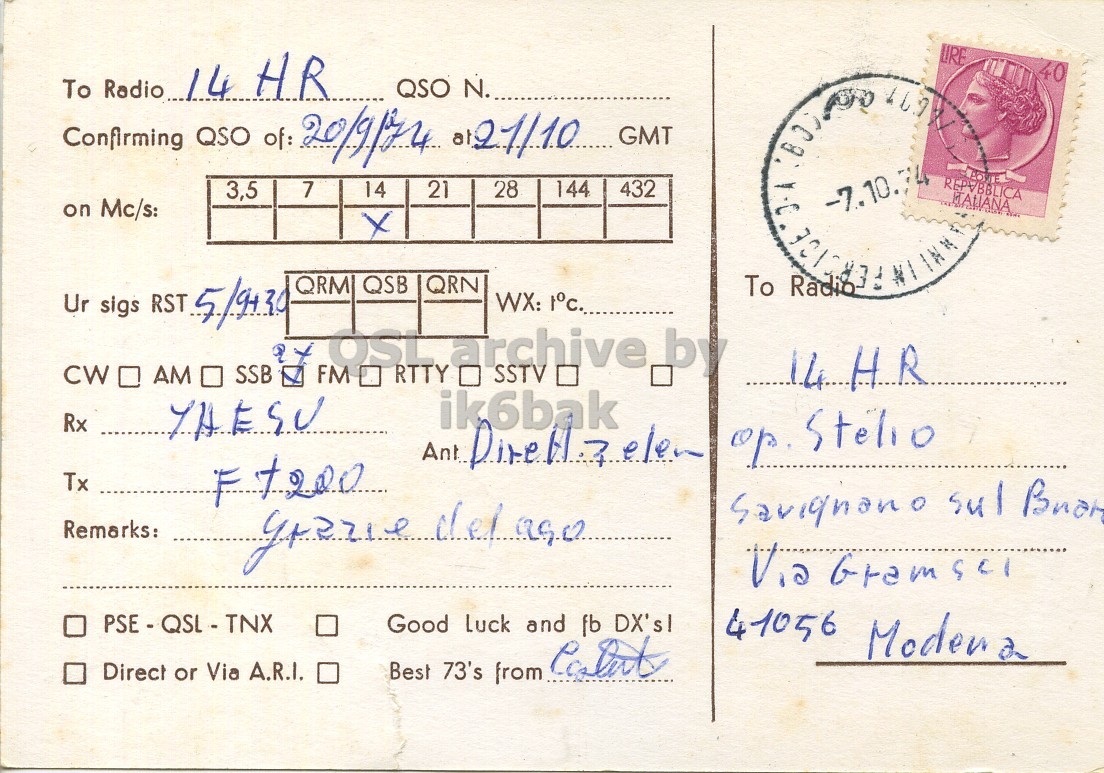 To Radio 14 HR QSO N.
Confirming QSO of: 20/9/74 at 21/10 GMT
on Mc/s: 3,5 7 14 21 28 144 432
x
Ur sigs RST 5/9+30 QRM QSB QRN WX: t°c.
CW AM SSB FM RTTY SSTV
Rx YAESU
Ant Dirett. 3 elem
Tx FT200
Remarks: grazie del qso
PSE - QSL - TNX Good Luck and fb DX's!
Direct or Via A.R.I. Best 73's from
LIRE 40
POSTE
REPVBBLICA
ITALIANA
-7.10.74
To Radio
14 HR
op. Stelio
Savignano sul Panar
Via Gramsci
41056 Modena
QSL archive by
ik6bak